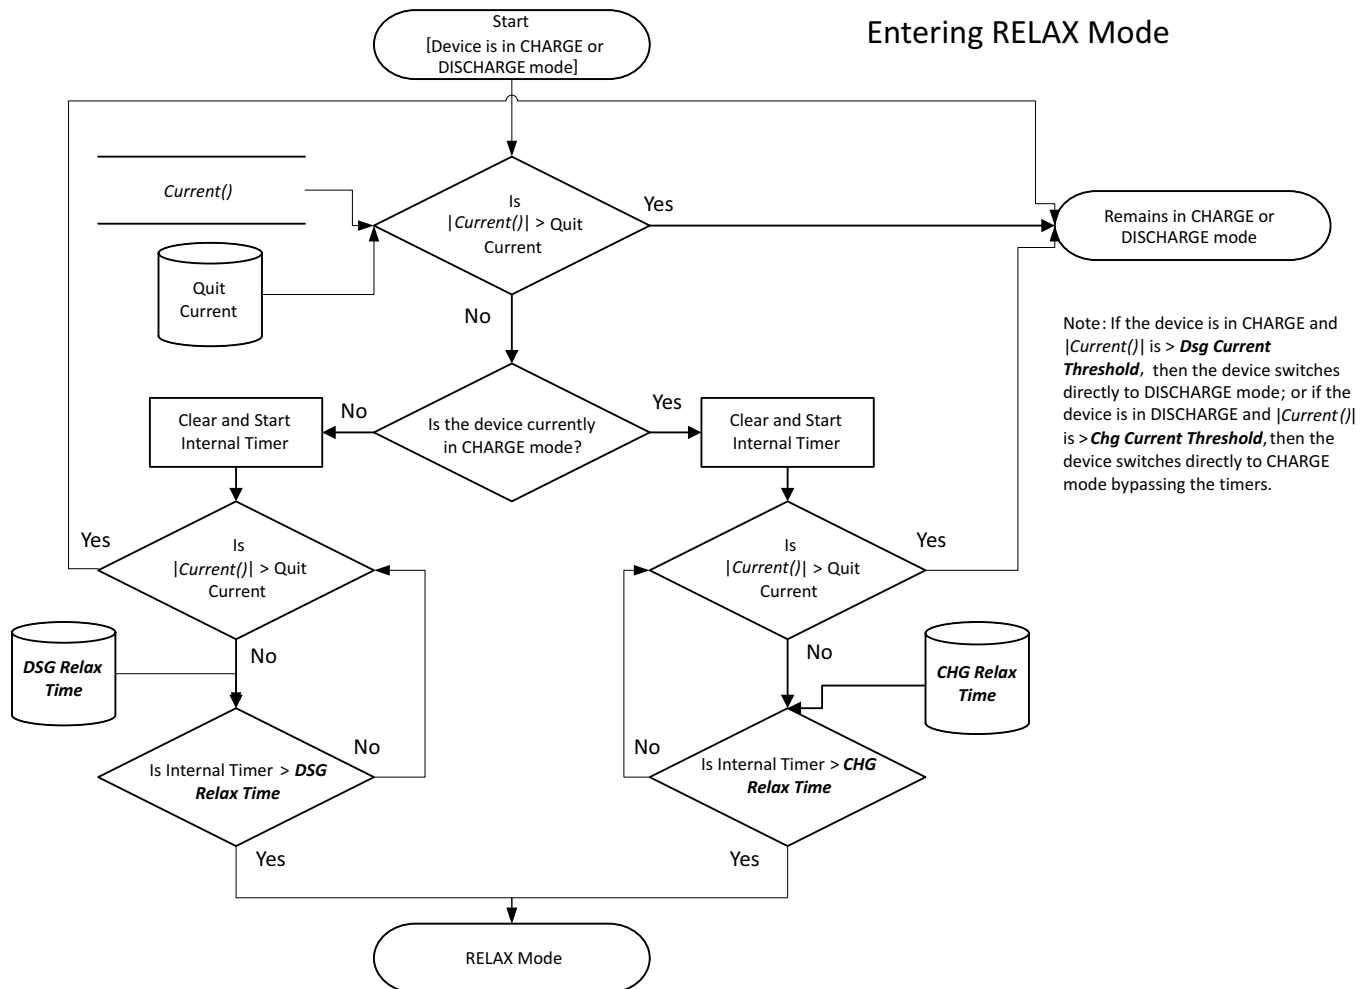 Start
[Device is in CHARGE or
DISCHARGE mode]
Entering RELAX Mode
Current()
Is
|Current()| > Quit
Current
Yes
Remains in CHARGE or
DISCHARGE mode
Quit
Current
No
Note: If the device is in CHARGE and
|Current()| is > Dsg Current
Threshold, then the device switches
directly to DISCHARGE mode; or if the
device is in DISCHARGE and |Current()|
is > Chg Current Threshold, then the
device switches directly to CHARGE
mode bypassing the timers.
Clear and Start
Internal Timer
No
Is the device currently
in CHARGE mode?
Yes
Clear and Start
Internal Timer
Yes
Is
|Current()| > Quit
Current
Is
|Current()| > Quit
Current
Yes
DSG Relax
Time
No
No
CHG Relax
Time
Is Internal Timer > DSG
Relax Time
No
No
Is Internal Timer > CHG
Relax Time
Yes
Yes
RELAX Mode